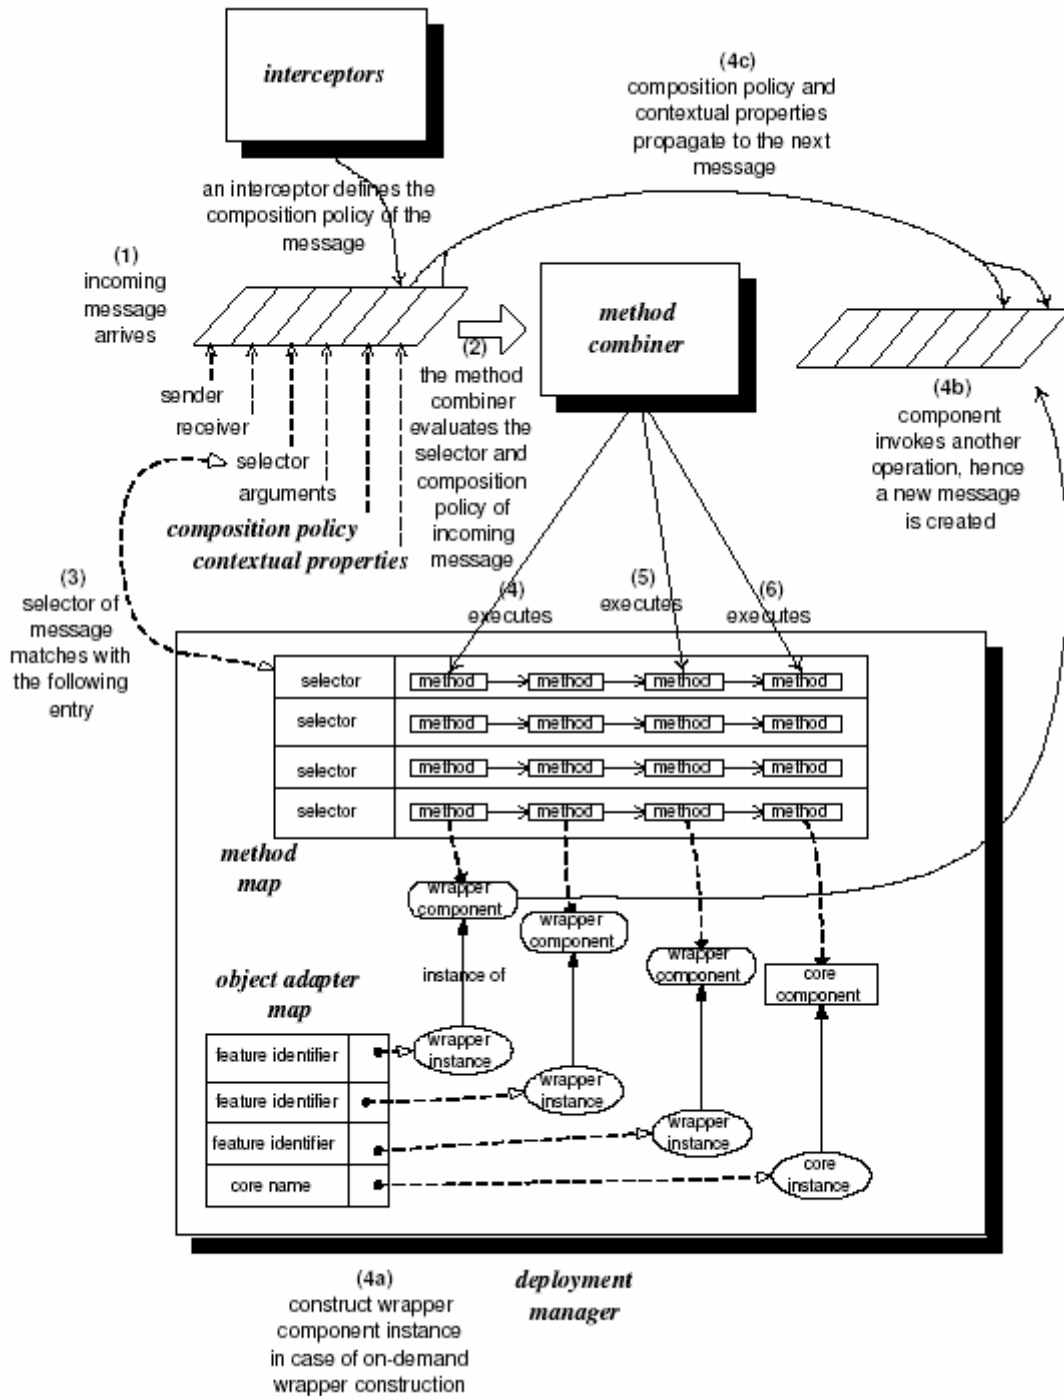 interceptors
(4c)
composition policy and
contextual properties
propagate to the next
message
an interceptor defines the
composition policy of the
message
(1)
incoming
message
arrives
method
combiner
(2)
the method
combiner
evaluates the
selector and
composition
policy of
incoming
message
sender
receiver
selector
arguments
composition policy
contextual properties
(4b)
component
invokes another
operation, hence
a new message
is created
(3)
selector of
message
matches with
the following
entry
(4)
executes
(5)
executes
(6)
executes
selector method method method method
selector method method method method
selector method method method method
selector method method method method
method
map
wrapper
component
wrapper
component
wrapper
component
core
component
instance of
object adapter
map
feature identifier
feature identifier
feature identifier
core name
wrapper
instance
wrapper
instance
wrapper
instance
core
instance
(4a)
construct wrapper
component instance
in case of on-demand
wrapper construction
deployment
manager